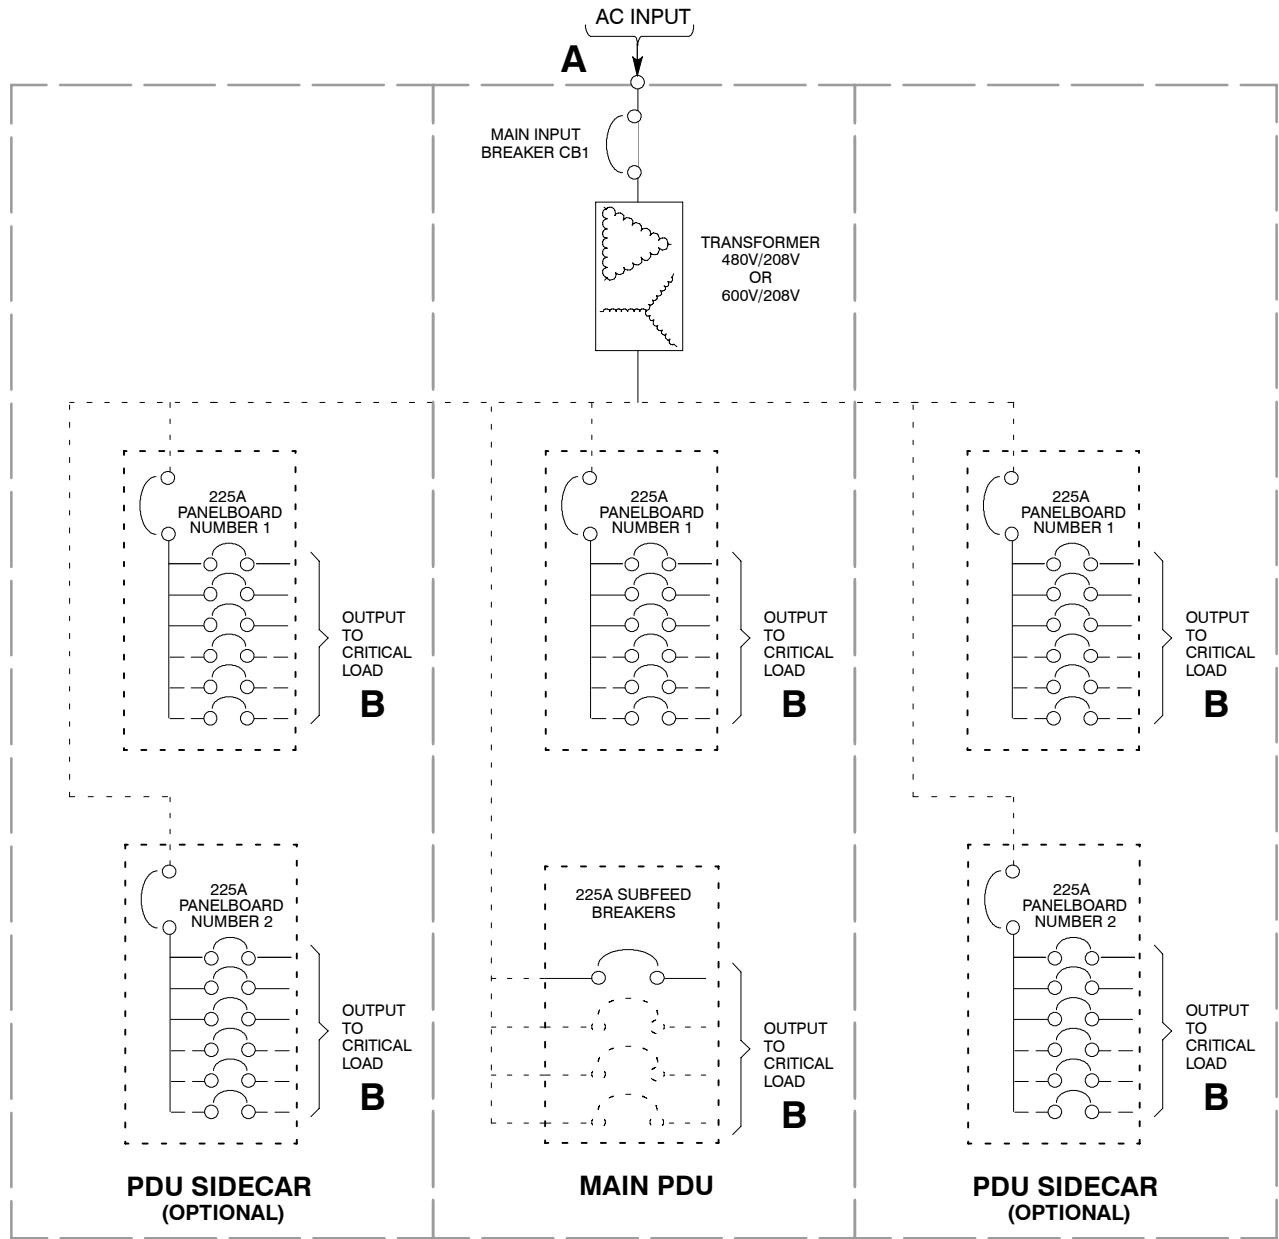 AC INPUT
A
MAIN INPUT
BREAKER CB1
TRANSFORMER
480V/208V
OR
600V/208V
225A
PANELBOARD
NUMBER 1
OUTPUT
TO
CRITICAL
LOAD
B
225A
PANELBOARD
NUMBER 1
OUTPUT
TO
CRITICAL
LOAD
B
225A
PANELBOARD
NUMBER 1
OUTPUT
TO
CRITICAL
LOAD
B
225A
PANELBOARD
NUMBER 2
OUTPUT
TO
CRITICAL
LOAD
B
225A SUBFEED
BREAKERS
OUTPUT
TO
CRITICAL
LOAD
B
225A
PANELBOARD
NUMBER 2
OUTPUT
TO
CRITICAL
LOAD
B
PDU SIDECAR
(OPTIONAL)
MAIN PDU
PDU SIDECAR
(OPTIONAL)